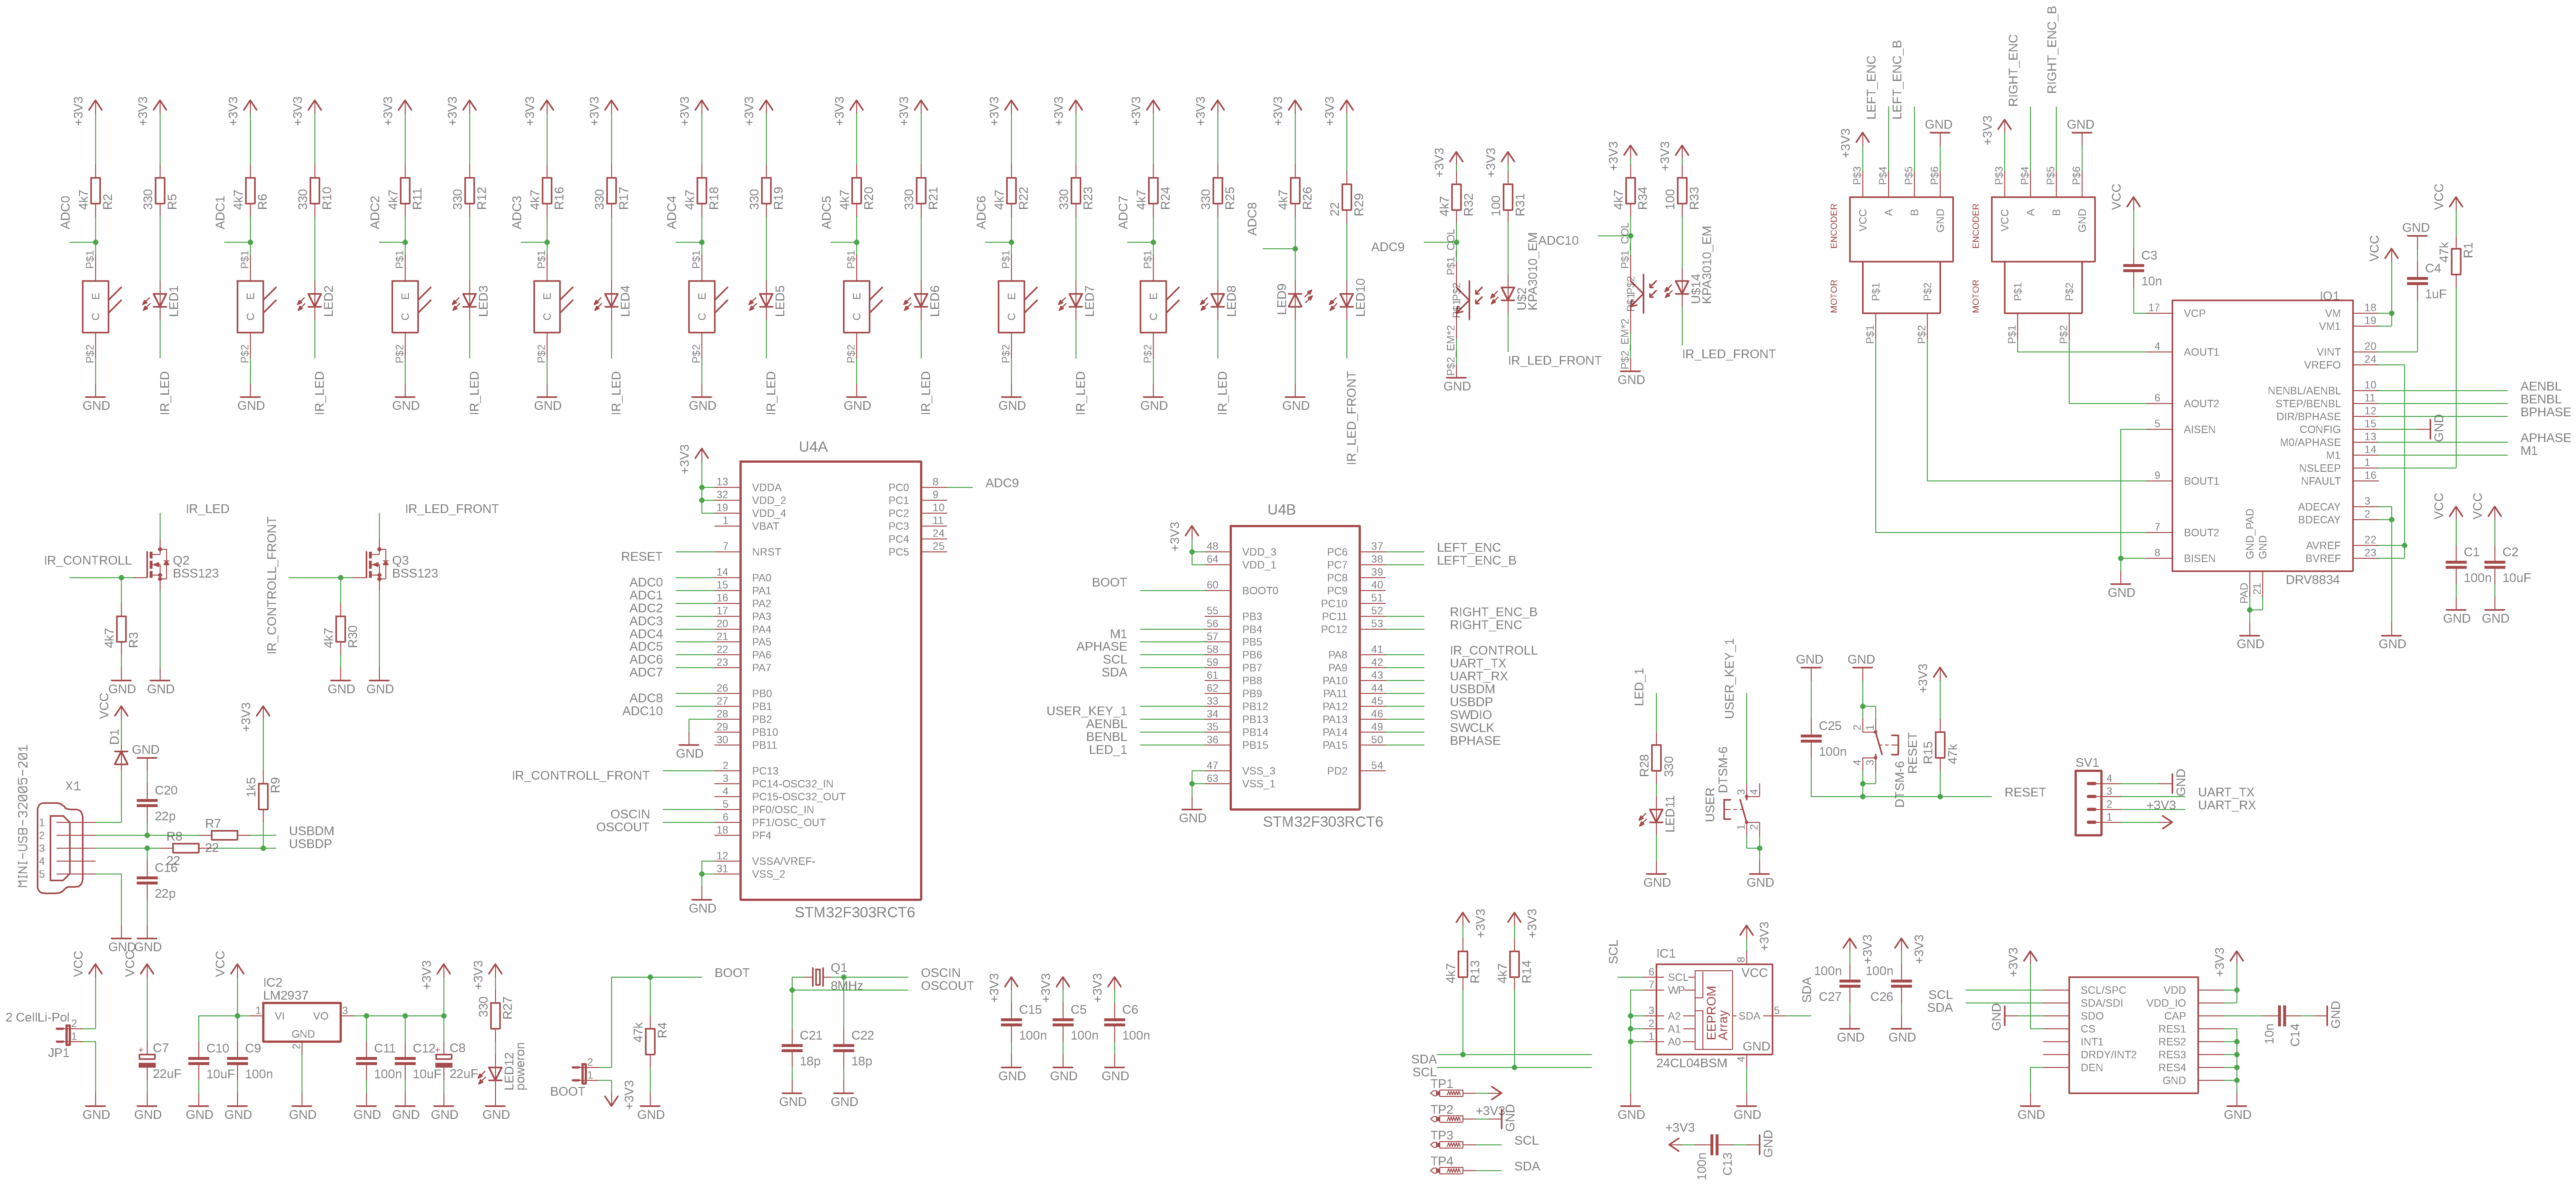 RIGHT_ENC_B
LEFT_ENC
LEFT_ENC_B
RIGHT_ENC
+3V3 +3V3 +3V3 +3V3 +3V3 +3V3 +3V3 +3V3 +3V3 +3V3 +3V3 +3V3 +3V3 +3V3 +3V3 +3V3 +3V3 +3V3
+3V3 +3V3 +3V3 +3V3
+3V3 GND +3V3 GND
ADC0 4k7 R2 330 R5
ADC1 4k7 R6 330 R10
ADC2 4k7 R11 330 R12
ADC3 4k7 R16 330 R17
ADC4 4k7 R18 330 R19
ADC5 4k7 R20 330 R21
ADC6 4k7 R22 330 R23
ADC7 4k7 R24 330 R25
ADC8 4k7 R26 22 R29
ADC9 4k7 R32 100 R31
ADC10 4k7 R34 100 R33
P$1 P$1 P$1 P$1 P$1 P$1 P$1 P$1
C E C E C E C E C E C E C E C E
P$2 P$2 P$2 P$2 P$2 P$2 P$2 P$2
LED1 LED2 LED3 LED4 LED5 LED6 LED7 LED8 LED9 LED10
P$1 COL
P$2 EM*2
U$2
KPA3010_EM
P$1 COL
P$2 EM*2
U$14
KPA3010_EM
IR_LED_FRONT
IR_LED_FRONT
GND GND GND GND GND GND GND GND GND GND GND
IR_LED IR_LED IR_LED IR_LED IR_LED IR_LED IR_LED IR_LED IR_LED_FRONT
P$3 P$4 P$5 P$6
ENCODER
VCC A B GND
MOTOR
P$1 P$2
P$1 P$2
P$3 P$4 P$5 P$6
ENCODER
VCC A B GND
MOTOR
P$1 P$2
P$1 P$2
VCC
C3
10n
VCC
GND
C4
1uF
VCC
47k
R1
IO1
17 VCP
4 AOUT1
6 AOUT2
5 AISEN
9 BOUT1
7 BOUT2
8 BISEN
VM 18
VM1 19
VINT 20
VREFO 24
NENBL/AENBL 10 AENBL
STEP/BENBL 11 BENBL
DIR/BPHASE 12 BPHASE
CONFIG 15 GND
M0/APHASE 13 APHASE
M1 14 M1
NSLEEP 1
NFAULT 16
ADECAY 3
BDECAY 2
AVREF 22
BVREF 23
GND_PAD
GND
PAD
21
DRV8834
GND
GND
GND
VCC
C1
100n
GND
VCC
C2
10uF
GND
IR_LED
IR_CONTROLL
Q2
BSS123
4k7
R3
GND GND
IR_LED_FRONT
IR_CONTROLL_FRONT
Q3
BSS123
4k7
R30
GND GND
U4A
+3V3
13 VDDA
32 VDD_2
19 VDD_4
1 VBAT
RESET 7 NRST
ADC0 14 PA0
ADC1 15 PA1
ADC2 16 PA2
ADC3 17 PA3
ADC4 20 PA4
ADC5 21 PA5
ADC6 22 PA6
ADC7 23 PA7
ADC8 26 PB0
ADC10 27 PB1
28 PB2
29 PB10
30 PB11
GND
IR_CONTROLL_FRONT 2 PC13
3 PC14-OSC32_IN
4 PC15-OSC32_OUT
OSCIN 5 PF0/OSC_IN
OSCOUT 6 PF1/OSC_OUT
18 PF4
12 VSSA/VREF-
31 VSS_2
GND
PC0 8 ADC9
PC1 9
PC2 10
PC3 11
PC4 24
PC5 25
STM32F303RCT6
U4B
+3V3
48 VDD_3
64 VDD_1
BOOT 60 BOOT0
55 PB3
M1 56 PB4
APHASE 57 PB5
SCL 58 PB6
SDA 59 PB7
61 PB8
62 PB9
USER_KEY_1 33 PB12
AENBL 34 PB13
BENBL 35 PB14
LED_1 36 PB15
47 VSS_3
63 VSS_1
GND
PC6 37 LEFT_ENC
PC7 38 LEFT_ENC_B
PC8 39
PC9 40
PC10 51
PC11 52 RIGHT_ENC_B
PC12 53 RIGHT_ENC
PA8 41 IR_CONTROLL
PA9 42 UART_TX
PA10 43 UART_RX
PA11 44 USBDM
PA12 45 USBDP
PA13 46 SWDIO
PA14 49 SWCLK
PA15 50 BPHASE
PD2 54
STM32F303RCT6
LED_1
R28
330
LED11
GND
USER_KEY_1
USER
DTSM-6
3 4
1 2
GND
GND
C25
100n
GND
2 1
4 3
RESET
DTSM-6
+3V3
R15
47k
RESET
SV1
4 GND
3 UART_TX
2 UART_RX
1 +3V3
MINI-USB-32005-201
X1
1
2
3
4
5
VCC
D1
GND
C20
22p
R7
22
R8
22
C16
22p
+3V3
1k5
R9
USBDM
USBDP
GND GND
2 CellLi-Pol
2
1
JP1
VCC
GND
VCC
C7
22uF
GND
VCC
C10
10uF
GND
C9
100n
GND
IC2
LM2937
1 VI VO 3
GND
2
GND
C11
100n
GND
C12
10uF
GND
+3V3
C8
22uF
GND
+3V3
330
R27
LED12
poweron
GND
BOOT
2
1
BOOT
+3V3
47k
R4
GND
Q1
8MHz
OSCIN
OSCOUT
C21
18p
GND
C22
18p
GND
+3V3
C15
100n
GND
+3V3
C5
100n
GND
+3V3
C6
100n
GND
+3V3
4k7
R13
+3V3
4k7
R14
SDA
SCL
TP1
+3V3
TP2 GND
TP3 SCL
TP4 SDA
SCL
IC1
+3V3
8
VCC
6 SCL
7 WP
3 A2
2 A1
1 A0
EEPROM
Array
SDA 5
SDA
GND
4
24CL04BSM
GND
GND
+3V3
100n
C13
GND
+3V3
100n
C27
GND
+3V3
100n
C26
GND
+3V3
SCL SCL/SPC
SDA SDA/SDI
GND SDO
CS
INT1
DRDY/INT2
DEN
GND
+3V3
VDD
VDD_IO
CAP
RES1
RES2
RES3
RES4
GND
GND
10n
C14
GND